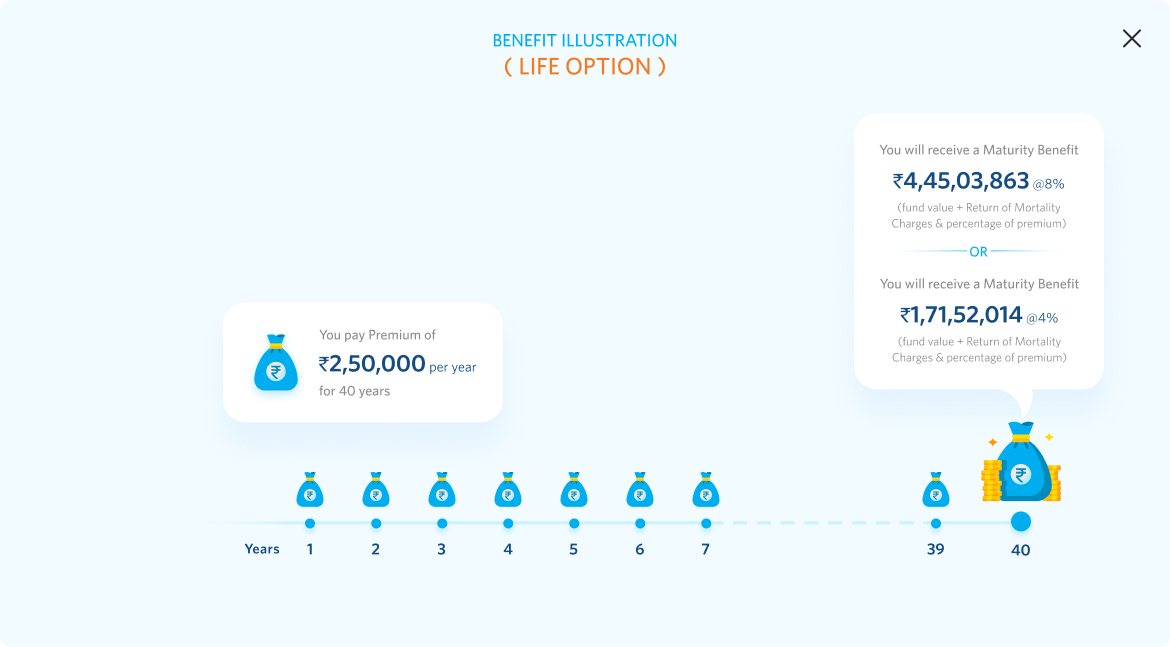 BENEFIT ILLUSTRATION
( LIFE OPTION )
You will receive a Maturity Benefit
₹4,45,03,863 @8%
(fund value + Return of Mortality
Charges & percentage of premium)
OR
You will receive a Maturity Benefit
₹1,71,52,014 @4%
(fund value + Return of Mortality
Charges & percentage of premium)
You pay Premium of
₹2,50,000 per year
for 40 years
₹
₹ ₹ ₹ ₹ ₹ ₹ ₹ ₹ ₹
Years 1 2 3 4 5 6 7 39 40